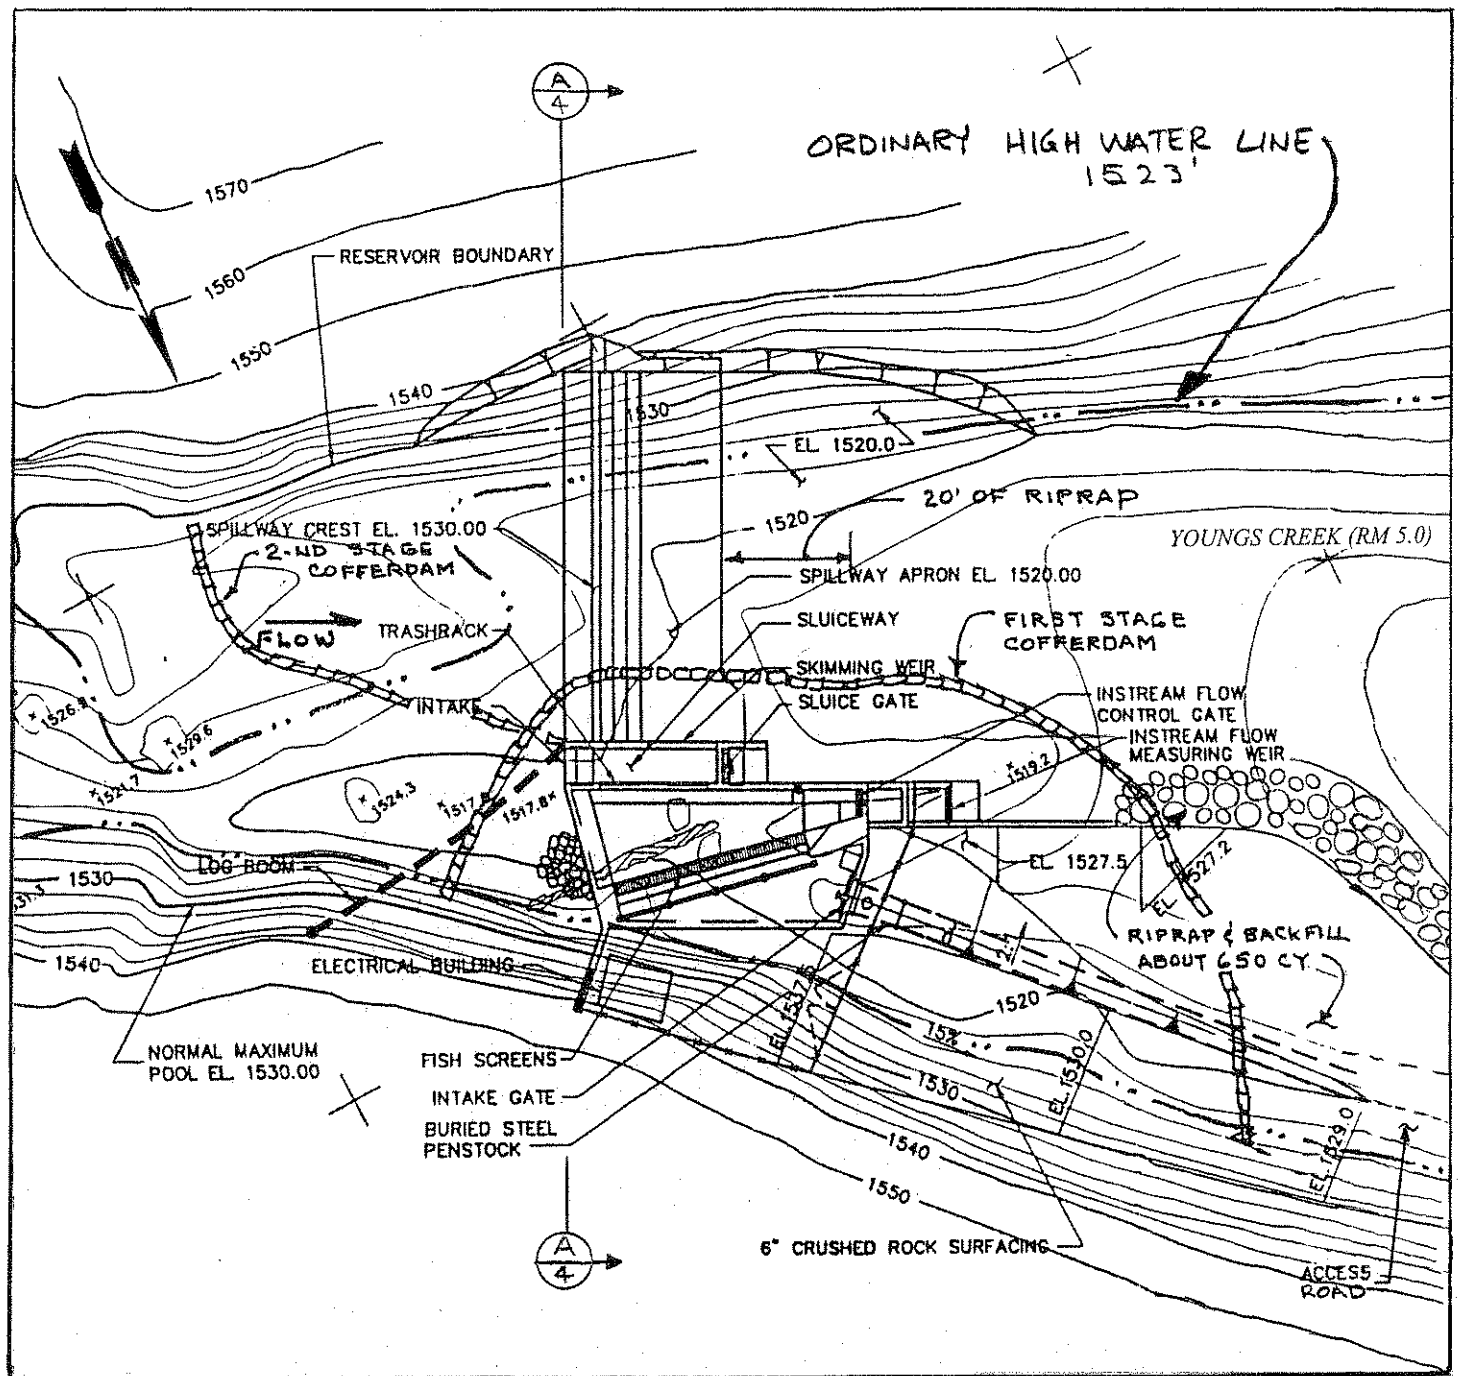 A
4
ORDINARY HIGH WATER LINE
1523'
1570
RESERVOIR BOUNDARY
1560
1550
1540
1530
EL 1520.0
20' OF RIPRAP
1520
YOUNGS CREEK (RM 5.0)
SPILLWAY CREST EL. 1530.00
2-ND STAGE
COFFERDAM
SPILLWAY APRON EL 1520.00
FLOW
TRASHRACK
SLUICEWAY
FIRST STAGE
COFFERDAM
SKIMMING WEIR
SLUICE GATE
INTAKE
INSTREAM FLOW
CONTROL GATE
INSTREAM FLOW
MEASURING WEIR
1529.6
1519.2
1521.7
1524.3
1517.8
LOG BOOM
1530
EL 1527.5
EL 1527.2
RIPRAP & BACKFILL
ABOUT 650 CY
1540
ELECTRICAL BUILDING
1520
15%
2:1
EL 1537.5
EL 1530.0
NORMAL MAXIMUM
POOL EL 1530.00
FISH SCREENS
1530
INTAKE GATE
BURIED STEEL
PENSTOCK
1540
EL 1529.0
1550
6" CRUSHED ROCK SURFACING
ACCESS
ROAD
A
4